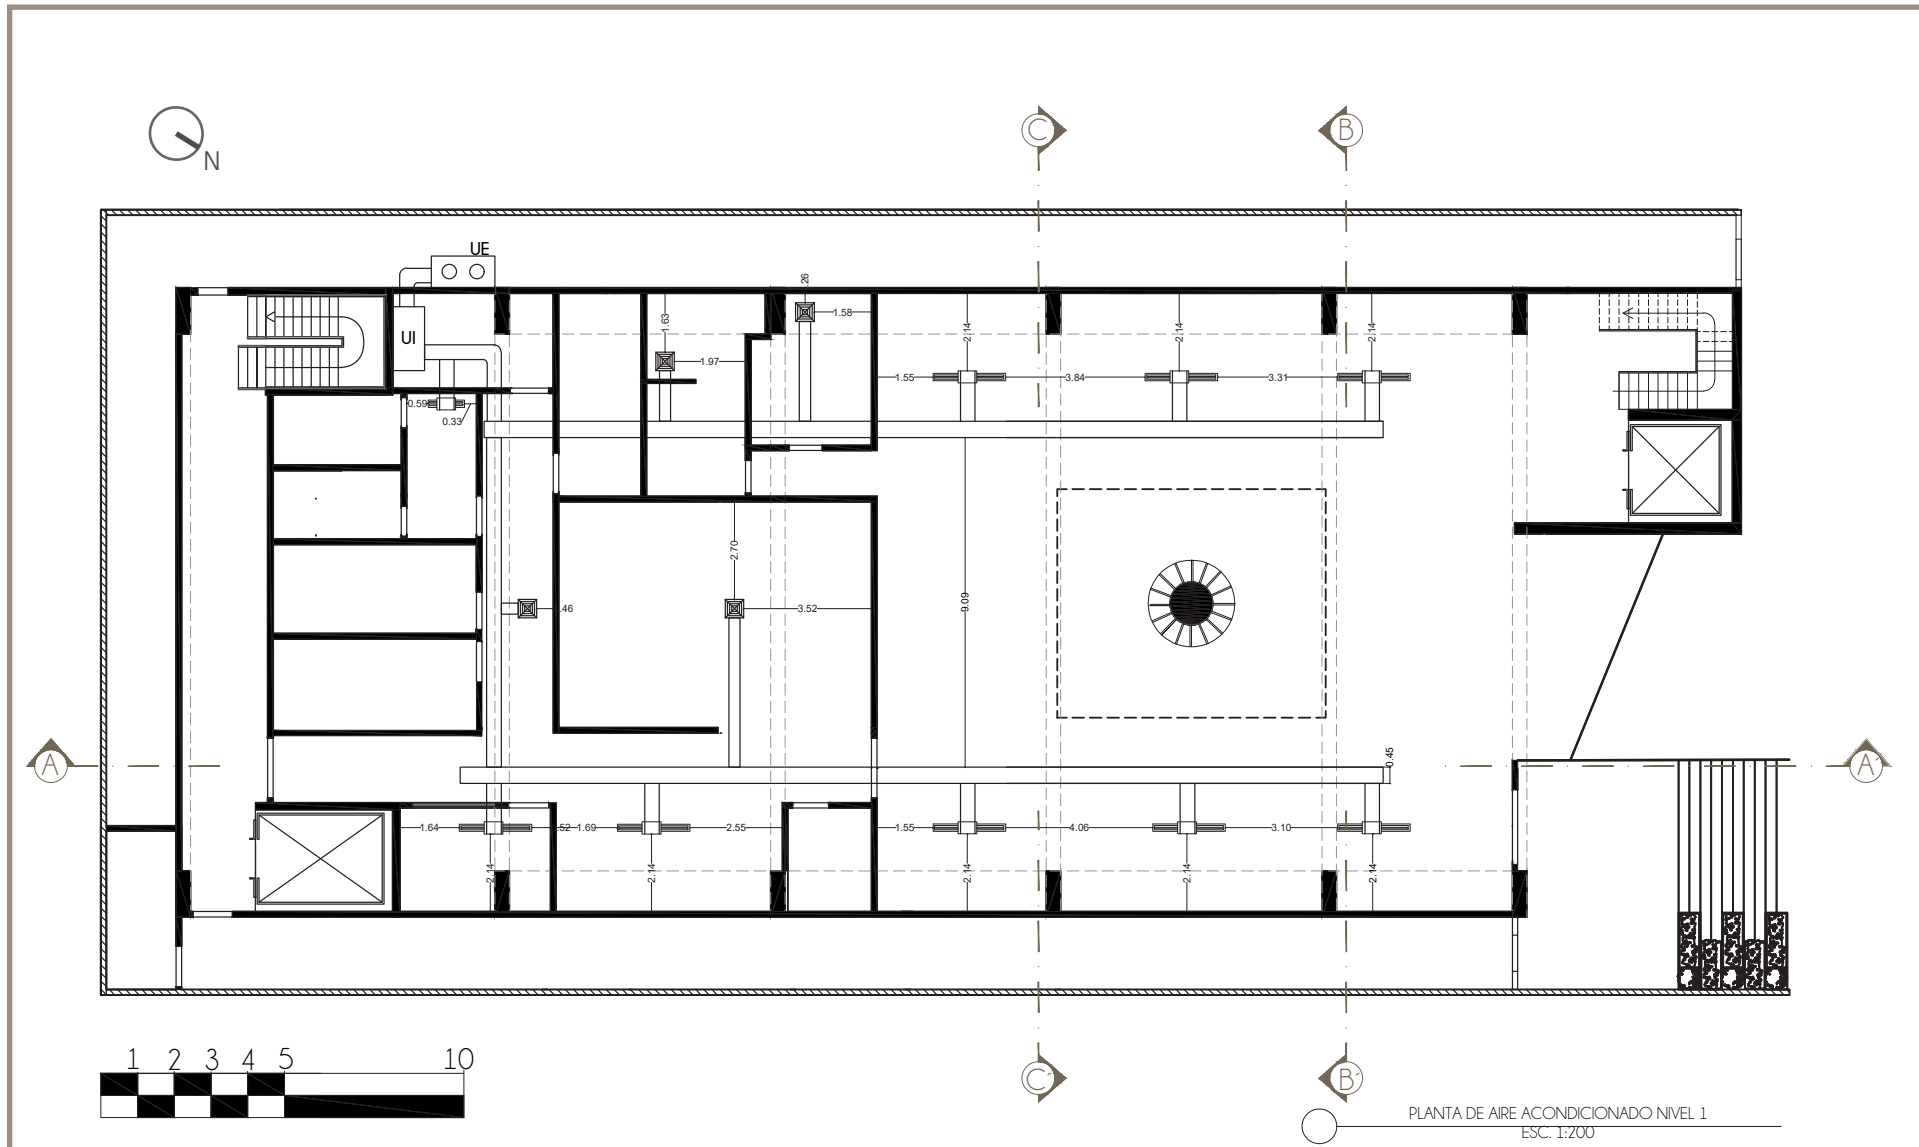 C
B
N
UE
.26
1.63
1.58
2.14
2.14
2.14
UI
1.97
1.55
3.84
3.31
0.59
0.33
2.70
9.09
.46
3.52
0.45
A
A´
1.64
.52
1.69
2.55
1.55
4.06
3.10
2.14
2.14
2.14
2.14
2.14
1 2 3 4 5 10
C´
B´
PLANTA DE AIRE ACONDICIONADO NIVEL 1
ESC. 1:200